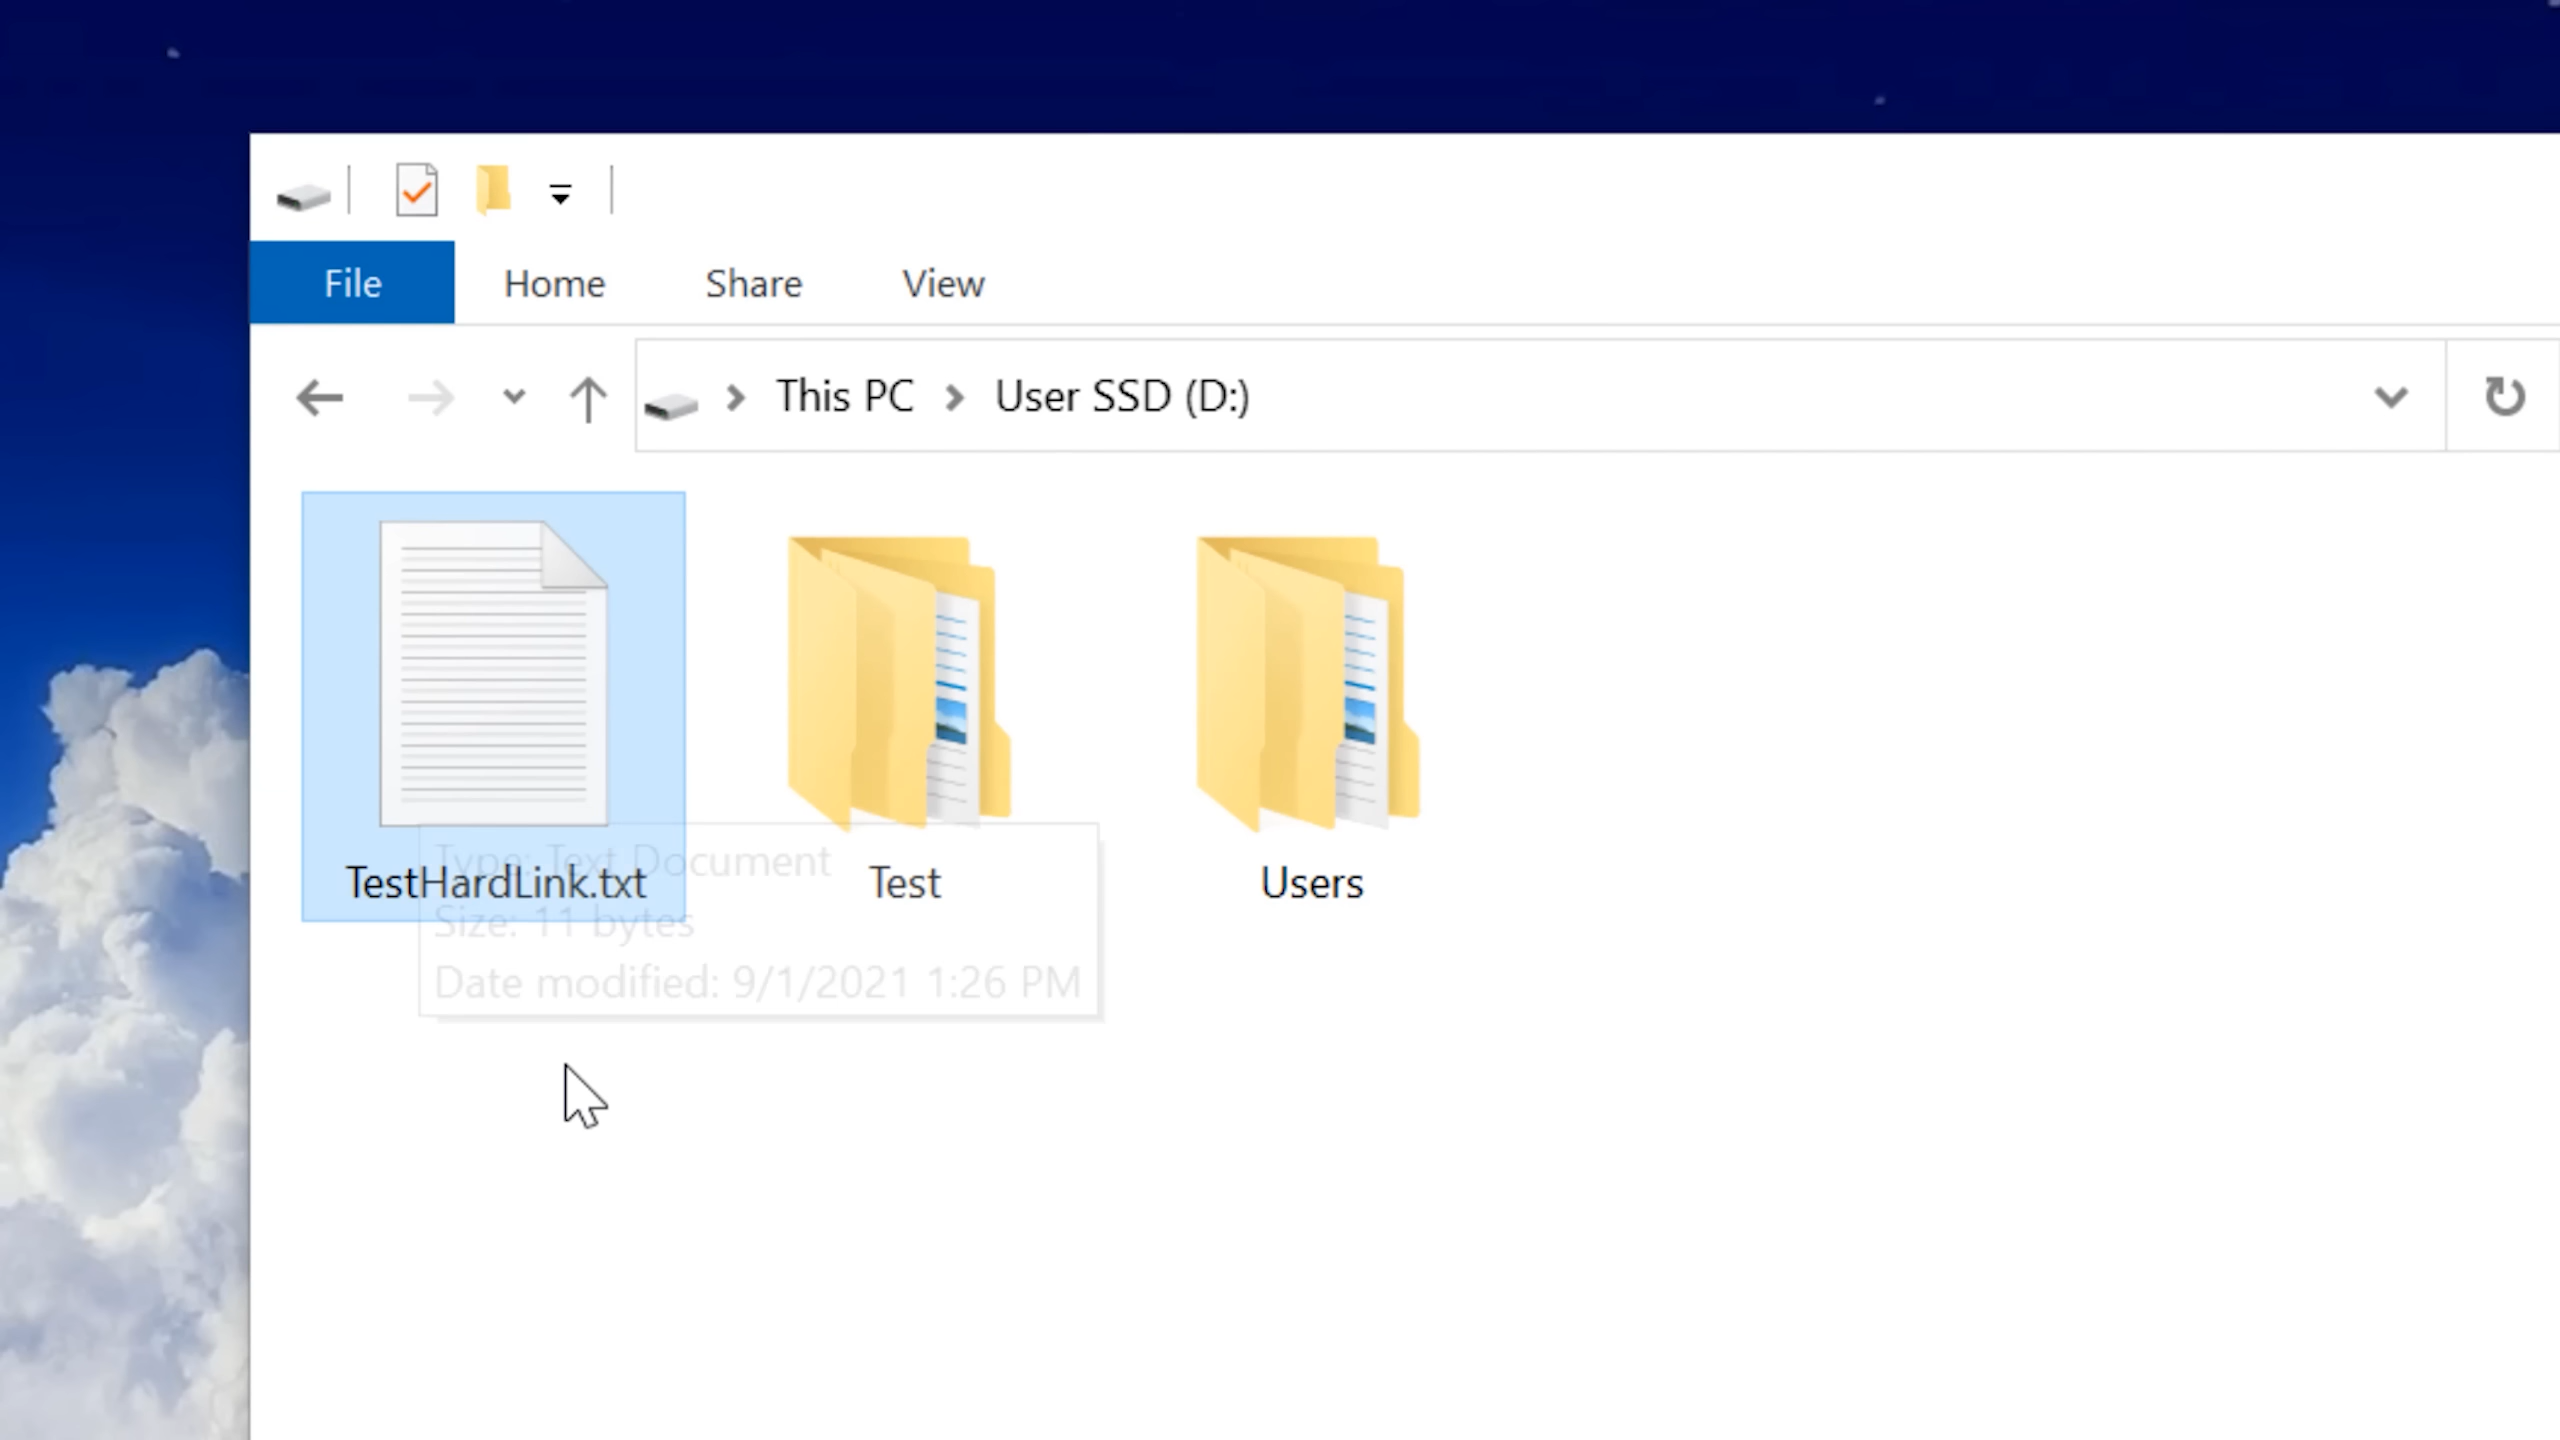 File Home Share View
This PC User SSD (D:)
TestHardLink.txt Test Users
Type: Text Document
Size: 11 bytes
Date modified: 9/1/2021 1:26 PM